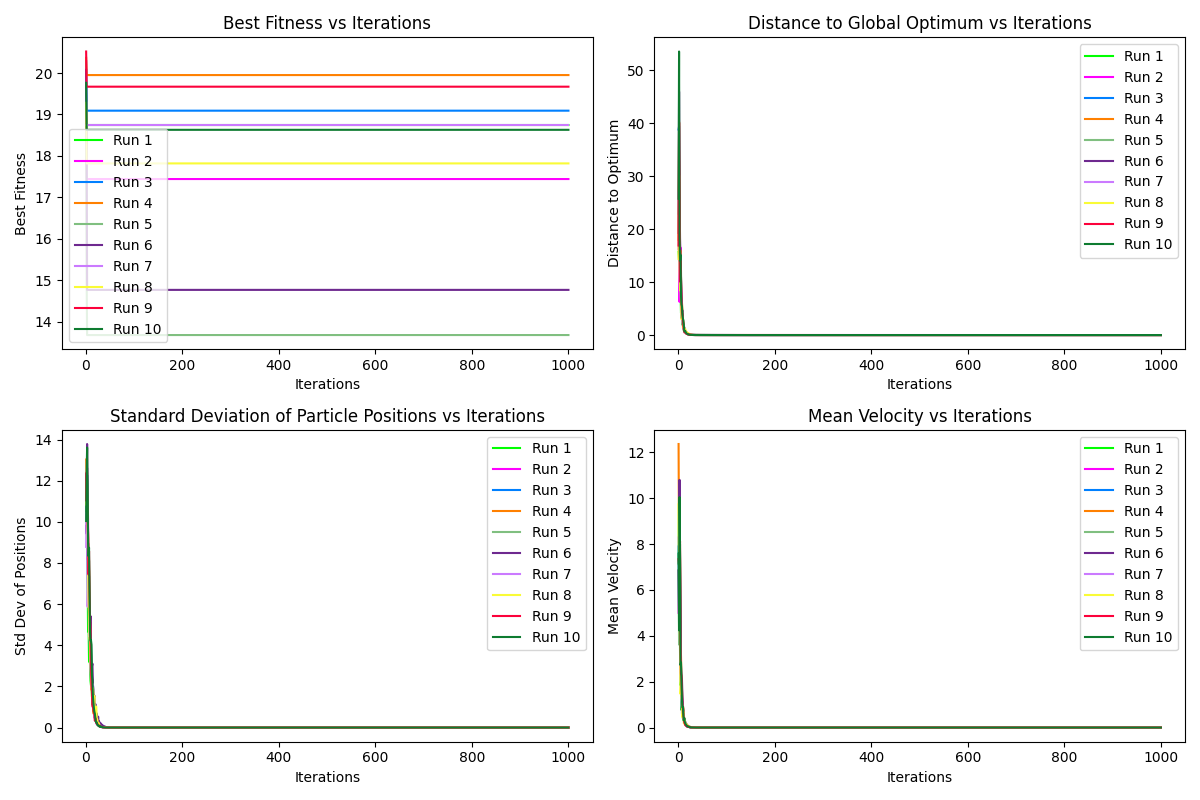 Best Fitness vs Iterations
Best Fitness
20
19
18
17
16
15
14
Run 1
Run 2
Run 3
Run 4
Run 5
Run 6
Run 7
Run 8
Run 9
Run 10
0 200 400 600 800 1000
Iterations
Distance to Global Optimum vs Iterations
Distance to Optimum
50
40
30
20
10
0
Run 1
Run 2
Run 3
Run 4
Run 5
Run 6
Run 7
Run 8
Run 9
Run 10
0 200 400 600 800 1000
Iterations
Standard Deviation of Particle Positions vs Iterations
Std Dev of Positions
14
12
10
8
6
4
2
0
Run 1
Run 2
Run 3
Run 4
Run 5
Run 6
Run 7
Run 8
Run 9
Run 10
0 200 400 600 800 1000
Iterations
Mean Velocity vs Iterations
Mean Velocity
12
10
8
6
4
2
0
Run 1
Run 2
Run 3
Run 4
Run 5
Run 6
Run 7
Run 8
Run 9
Run 10
0 200 400 600 800 1000
Iterations